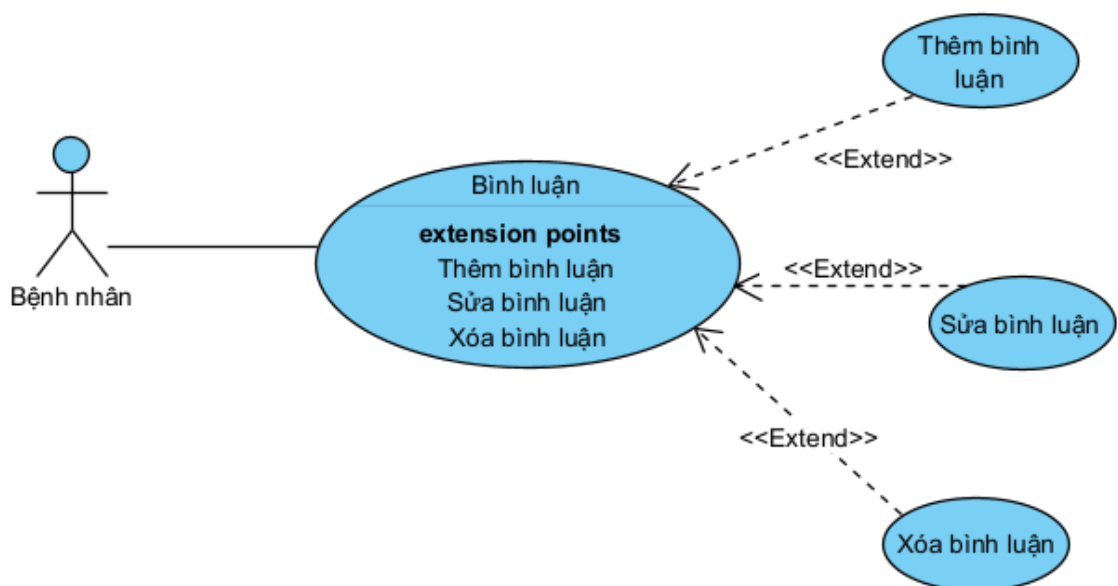 Thêm bình
luận
<<Extend>>
Bình luận
extension points
Thêm bình luận
Sửa bình luận
Xóa bình luận
Bệnh nhân
<<Extend>>
Sửa bình luận
<<Extend>>
Xóa bình luận